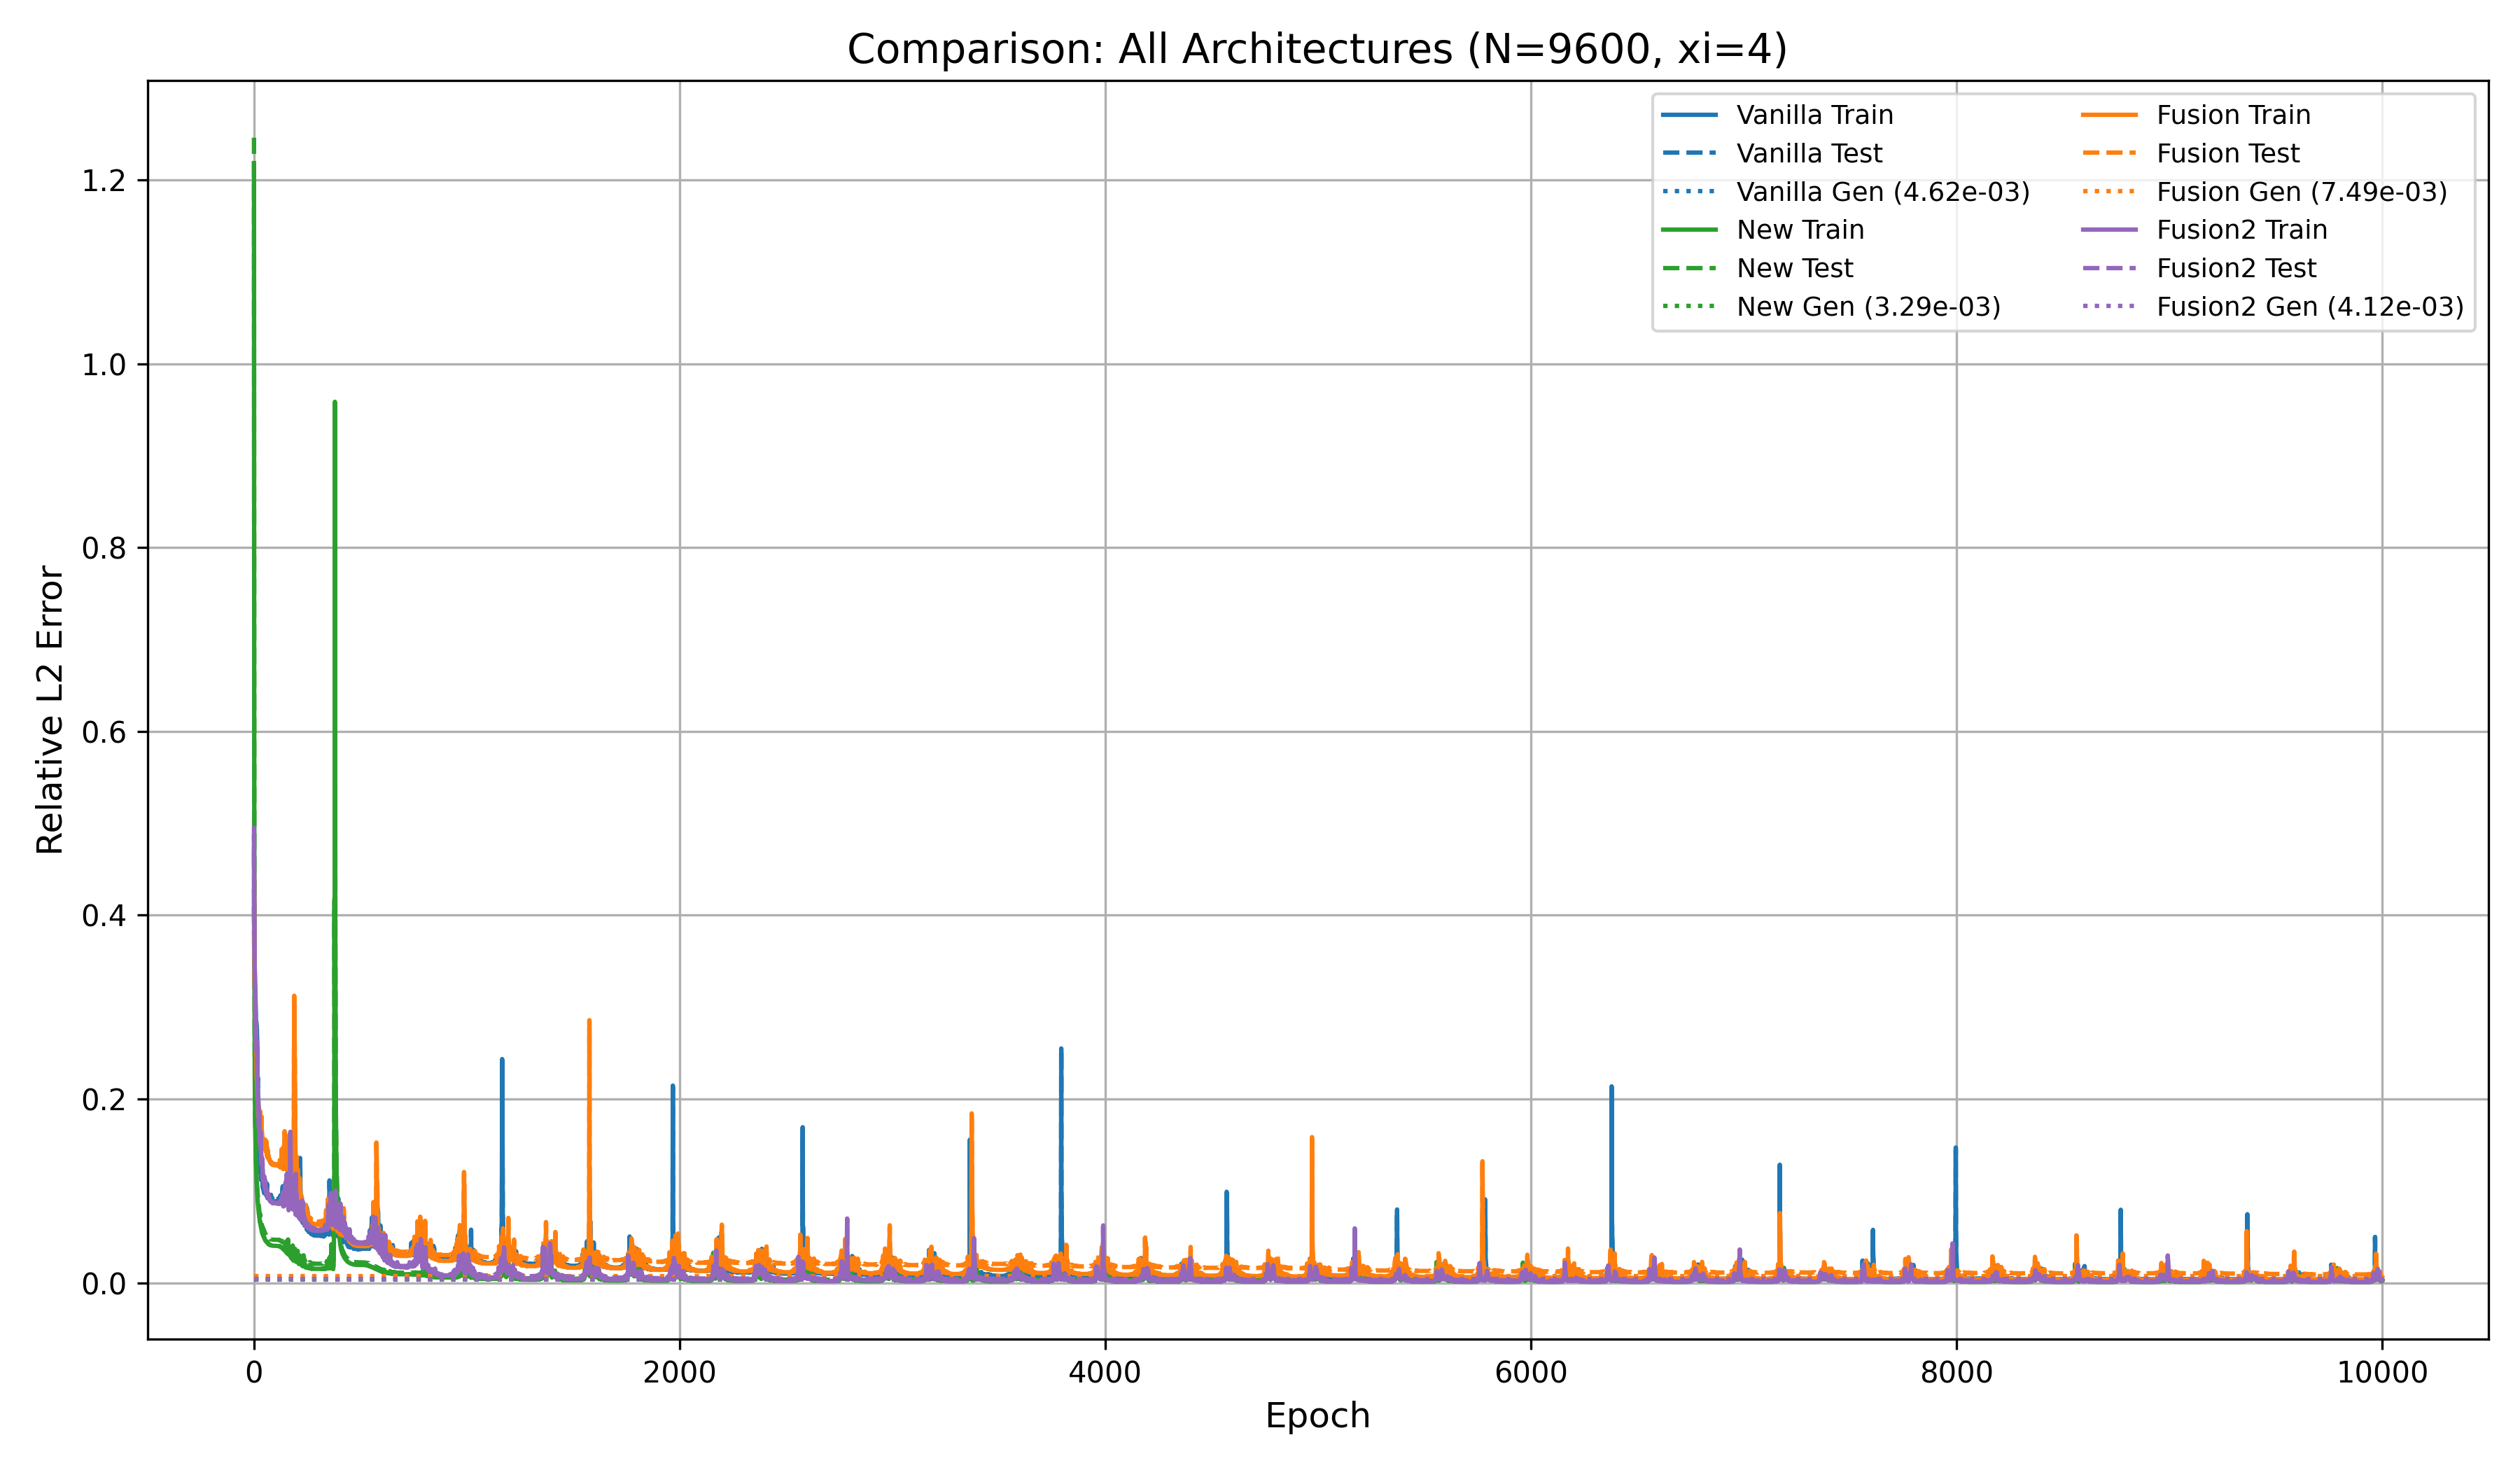 Comparison: All Architectures (N=9600, xi=4)
Vanilla Train
Vanilla Test
Vanilla Gen (4.62e-03)
New Train
New Test
New Gen (3.29e-03)
Fusion Train
Fusion Test
Fusion Gen (7.49e-03)
Fusion2 Train
Fusion2 Test
Fusion2 Gen (4.12e-03)
Relative L2 Error
1.2
1.0
0.8
0.6
0.4
0.2
0.0
0 2000 4000 6000 8000 10000
Epoch